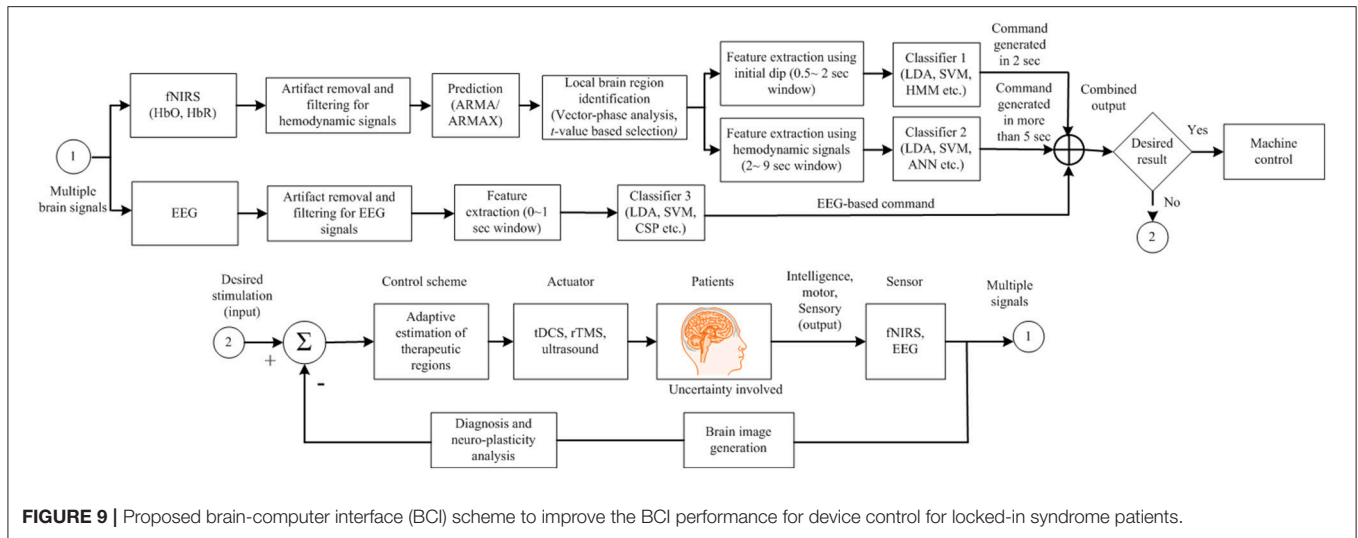 fNIRS
(HbO, HbR)
Artifact removal and
filtering for
hemodynamic signals
Prediction
(ARMA/
ARMAX)
Local brain region
identification
(Vector-phase analysis,
t-value based selection)
Feature extraction using
initial dip (0.5~ 2 sec
window)
Classifier 1
(LDA, SVM,
HMM etc.)
Command
generated
in 2 sec
Feature extraction using
hemodynamic signals
(2~ 9 sec window)
Classifier 2
(LDA, SVM,
ANN etc.)
Command
generated
in more
than 5 sec
Combined
output
Desired
result
Yes
Machine
control
No
2
1
Multiple
brain signals
EEG
Artifact removal and
filtering for EEG
signals
Feature
extraction (0~1
sec window)
Classifier 3
(LDA, SVM,
CSP etc.)
EEG-based command
Desired
stimulation
(input)
2
+
-
Σ
Control scheme
Adaptive
estimation of
therapeutic
regions
Actuator
tDCS, rTMS,
ultrasound
Patients
Uncertainty involved
Intelligence,
motor,
Sensory
(output)
Sensor
fNIRS,
EEG
Multiple
signals
1
Diagnosis and
neuro-plasticity
analysis
Brain image
generation
FIGURE 9 | Proposed brain-computer interface (BCI) scheme to improve the BCI performance for device control for locked-in syndrome patients.